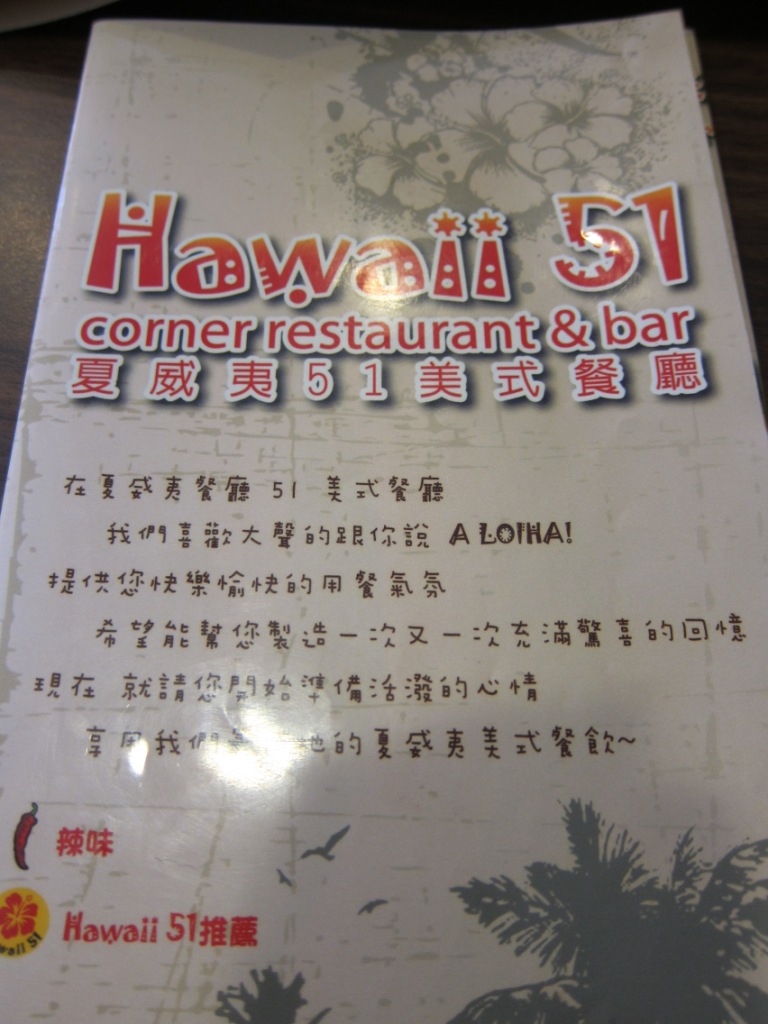 Hawaii 51
corner restaurant & bar
夏威夷51美式餐廳
在夏威夷餐廳 51 美式餐廳
我們喜歡大聲的跟你說 A LOIHA!
提供您快樂愉快的用餐氣氛
希望能幫您製造一次又一次充滿驚喜的回憶
現在 就請您開始準備活潑的心情
享用我們 地的夏威夷美式餐飲~
辣味
Hawaii 51推薦